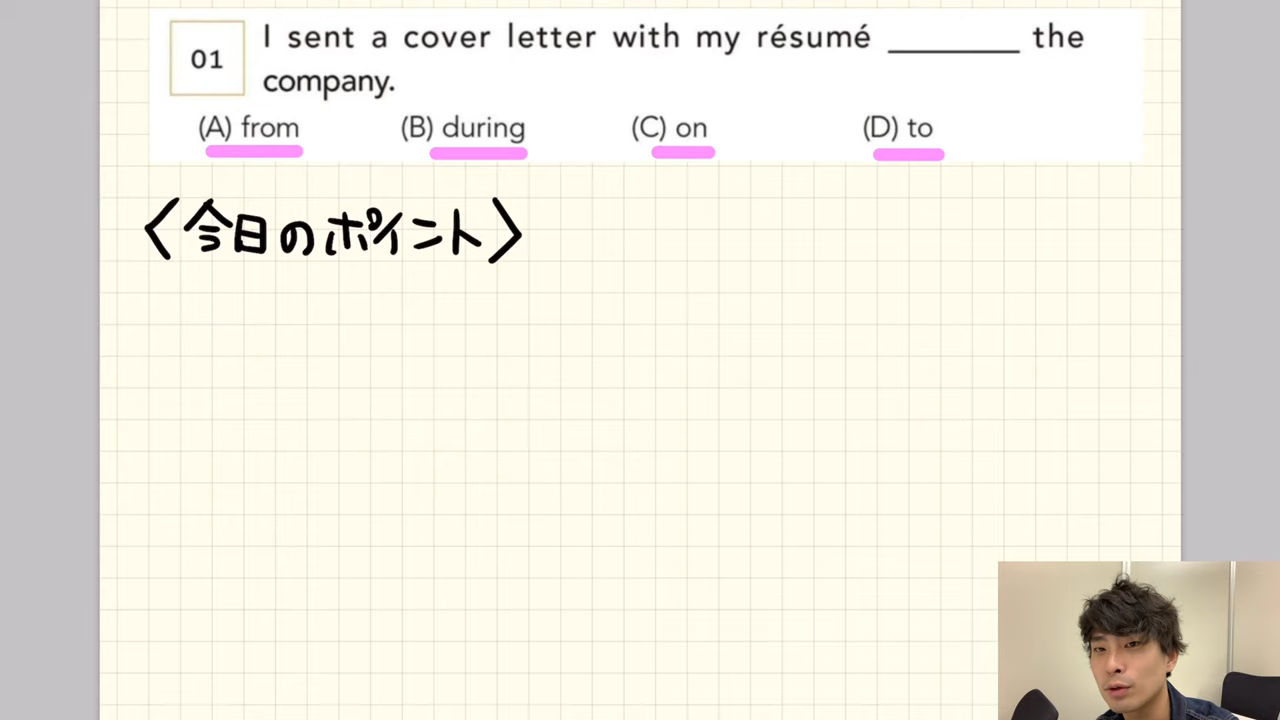 01
I sent a cover letter with my résumé ________ the
company.
(A) from (B) during (C) on (D) to
〈今日のポイント〉